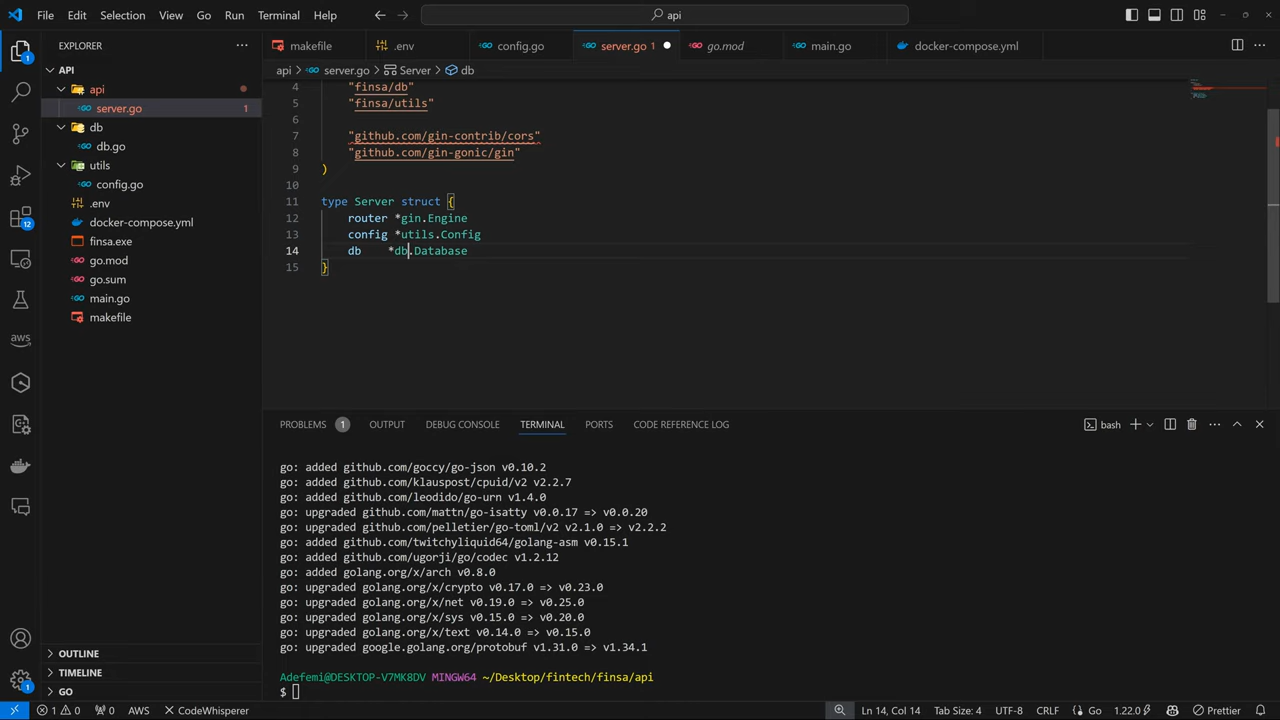 File Edit Selection View Go Run Terminal Help
api
EXPLORER
makefile
.env
config.go
server.go 1
go.mod
main.go
docker-compose.yml
API
api > server.go > Server > db
api
server.go 1
db
db.go
utils
config.go
.env
docker-compose.yml
finsa.exe
go.mod
go.sum
main.go
makefile
1
12
aws
1
4 "finsa/db"
5 "finsa/utils"
6
7 "github.com/gin-contrib/cors"
8 "github.com/gin-gonic/gin"
9 )
10
11 type Server struct {
12 router *gin.Engine
13 config *utils.Config
14 db *db.Database
15 }
PROBLEMS 1 OUTPUT DEBUG CONSOLE TERMINAL PORTS CODE REFERENCE LOG
bash
go: added github.com/goccy/go-json v0.10.2
go: added github.com/klauspost/cpuid/v2 v2.2.7
go: added github.com/leodido/go-urn v1.4.0
go: upgraded github.com/mattn/go-isatty v0.0.17 => v0.0.20
go: upgraded github.com/pelletier/go-toml/v2 v2.1.0 => v2.2.2
go: added github.com/twitchyliquid64/golang-asm v0.15.1
go: added github.com/ugorji/go/codec v1.2.12
go: added golang.org/x/arch v0.8.0
go: upgraded golang.org/x/crypto v0.17.0 => v0.23.0
go: upgraded golang.org/x/net v0.19.0 => v0.25.0
go: upgraded golang.org/x/sys v0.15.0 => v0.20.0
go: upgraded golang.org/x/text v0.14.0 => v0.15.0
go: upgraded google.golang.org/protobuf v1.31.0 => v1.34.1
Adefemi@DESKTOP-V7MK8DV MINGW64 ~/Desktop/fintech/finsa/api
$
OUTLINE
TIMELINE
GO
1 0 0 AWS CodeWhisperer
Ln 14, Col 14 Tab Size: 4 UTF-8 CRLF Go 1.22.0 Prettier